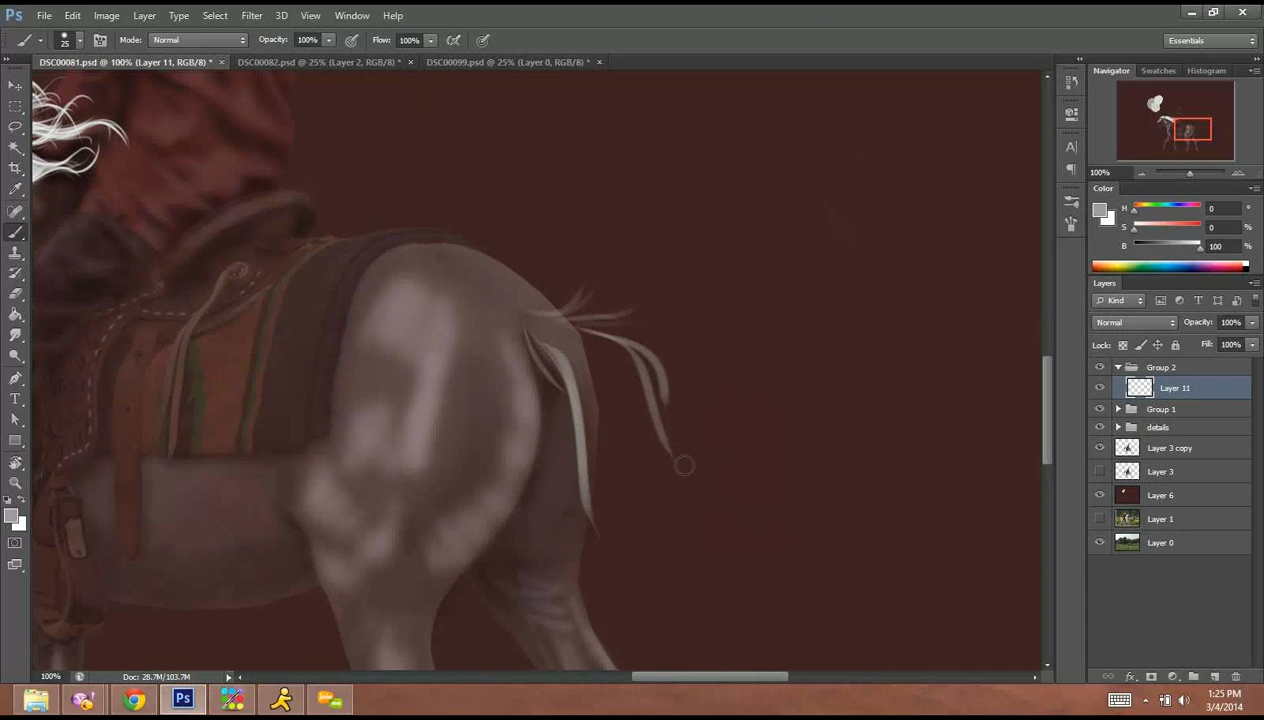 Ps File Edit Image Layer Type Select Filter 3D View Window Help
25 Mode: Normal Opacity: 100% Flow: 100% Essentials
DSC00081.psd @ 100% (Layer 11, RGB/8) * × DSC00082.psd @ 25% (Layer 2, RGB/8) * × DSC00099.psd @ 25% (Layer 0, RGB/8) * ×
Navigator Swatches Histogram
100%
Color
H 0 °
S 0 %
B 100 %
Layers
Kind
Normal Opacity: 100%
Lock: Fill: 100%
Group 2
Layer 11
Group 1
details
Layer 3 copy
Layer 3
Layer 6
Layer 1
Layer 0
100% Doc: 28.7M/103.7M
Ps
1:25 PM
3/4/2014